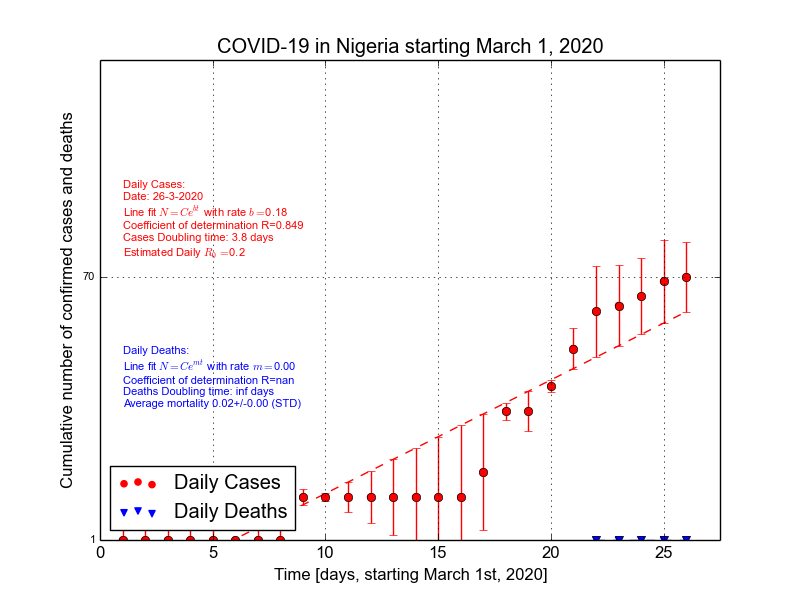 COVID-19 in Nigeria starting March 1, 2020
Cumulative number of confirmed cases and deaths
Daily Cases:
Date: 26-3-2020
Line fit N=Ce^{bt} with rate b=0.18
Coefficient of determination R=0.849
Cases Doubling time: 3.8 days
Estimated Daily R_0=0.2
70
Daily Deaths:
Line fit N=Ce^{mt} with rate m=0.00
Coefficient of determination R=nan
Deaths Doubling time: inf days
Average mortality 0.02+/-0.00 (STD)
Daily Cases
Daily Deaths
1
0 5 10 15 20 25
Time [days, starting March 1st, 2020]